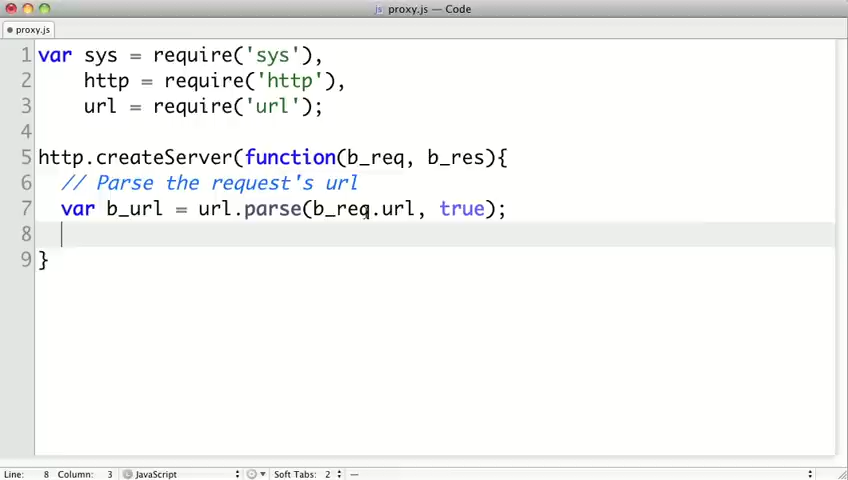 proxy.js — Code
proxy.js
1 var sys = require('sys'),
2 http = require('http'),
3 url = require('url');
4
5 http.createServer(function(b_req, b_res){
6 // Parse the request's url
7 var b_url = url.parse(b_req.url, true);
8
9 }
Line: 8 Column: 3 JavaScript Soft Tabs: 2 —